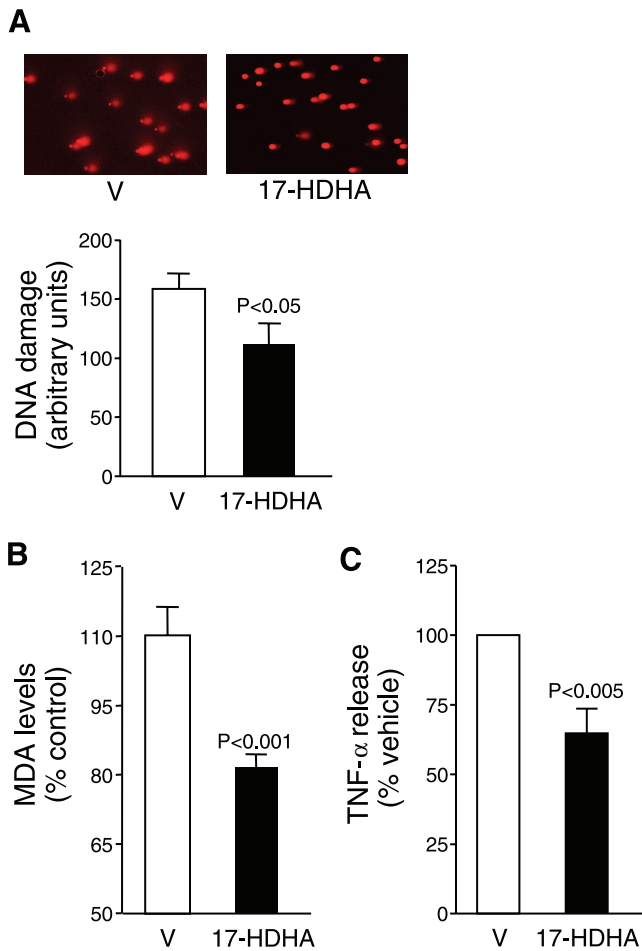 A
V
17-HDHA
DNA damage
(arbitrary units)
200
150
100
50
0
P<0.05
V
17-HDHA
B
MDA levels
(% control)
125
110
95
80
65
50
P<0.001
V
17-HDHA
C
TNF-α release
(% vehicle)
125
100
75
50
25
0
P<0.005
V
17-HDHA